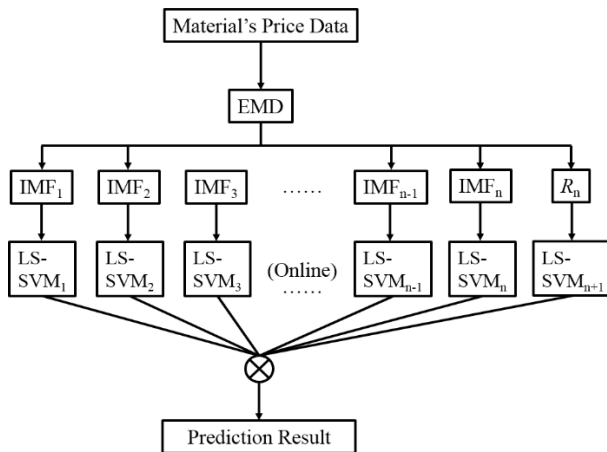 Material's Price Data
EMD
IMF₁ IMF₂ IMF₃ …… IMFₙ₋₁ IMFₙ Rₙ
LS- LS- LS- LS- LS- LS-
SVM₁ SVM₂ SVM₃ (Online) SVMₙ₋₁ SVMₙ SVMₙ₊₁
……
Prediction Result